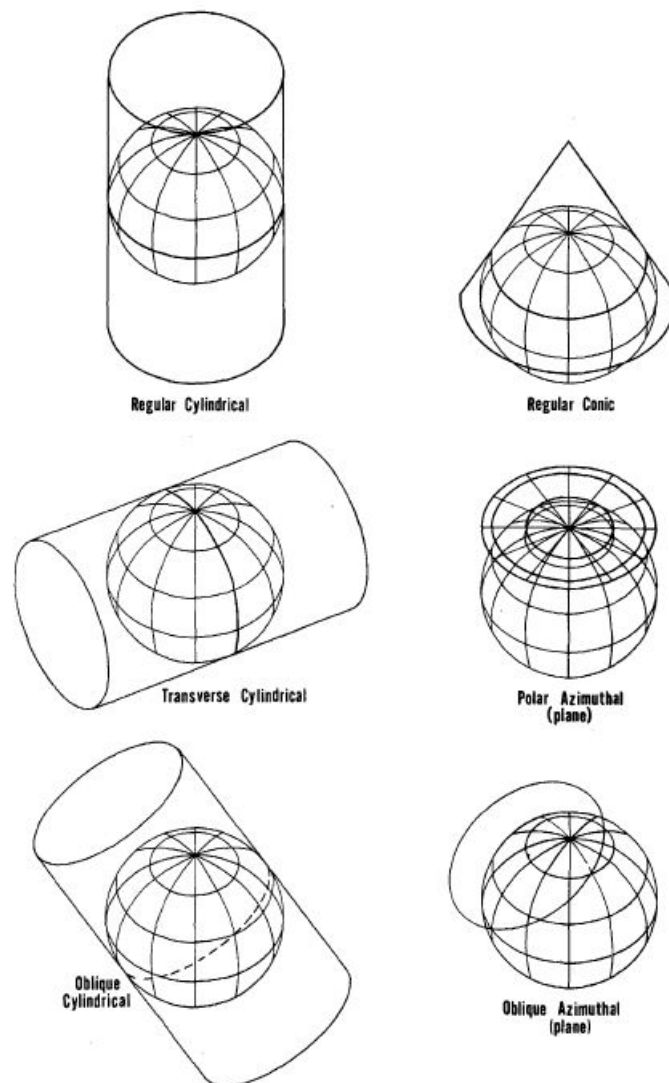 Regular Cylindrical
Regular Conic
Transverse Cylindrical
Polar Azimuthal
(plane)
Oblique
Cylindrical
Oblique Azimuthal
(plane)